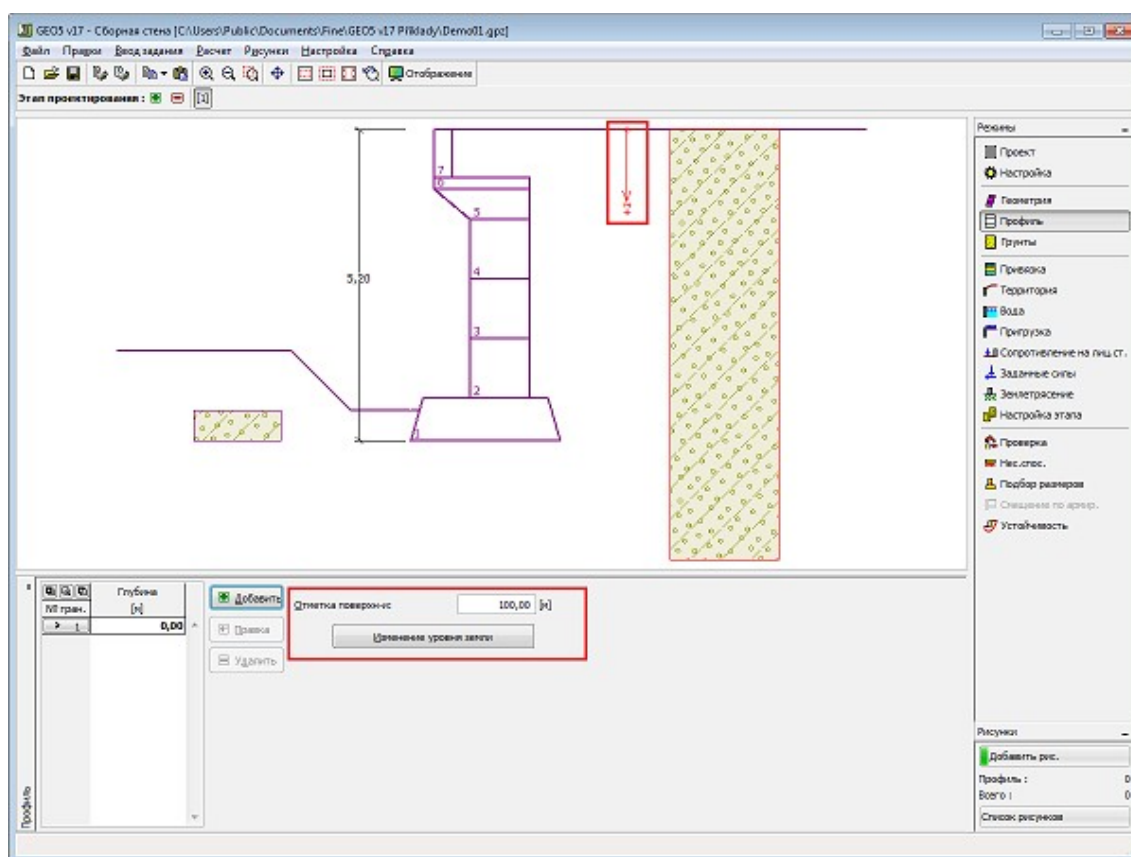 GEO5 v17 - Сборная стена [C:\Users\Public\Documents\Fine\GEO5 v17 Příklady\Demo01.gpz]
Файл Правки Ввод задания Расчет Рисунки Настройка Справка
Отображение
Этап проектирования : [1]
Режимы
Проект
Настройка
Геометрия
Профиль
Грунты
Привязка
Территория
Вода
Пригрузка
Сопротивление на лиц.ст.
Заданные силы
Землетрясение
Настройка этапа
Проверка
Нес.спос.
Подбор размеров
Смещение по армир.
Устойчивость
7
6
5
5,20
4
3
2
1
+z
Глубина
№ гран. [м]
> 1 0,00
Добавить
Правка
Удалить
Отметка поверхн-ис 100,00 [м]
Изменение уровня земли
Профиль
Рисунки
Добавить рис.
Профиль : 0
Всего : 0
Список рисунков